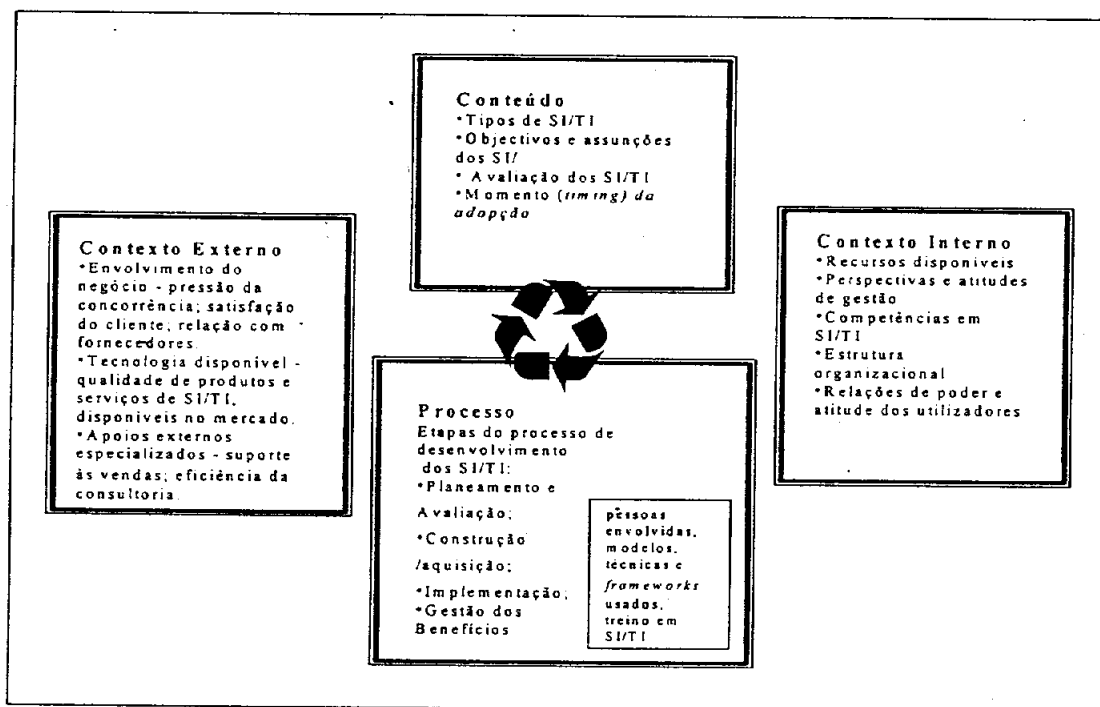 Conteúdo
*Tipos de SI/TI
*Objectivos e assunções
dos SI/
* Avaliação dos SI/TI
*Momento (timing) da
adopção
Contexto Externo
*Envolvimento do
negócio - pressão da
concorrência; satisfação
do cliente; relação com
fornecedores.
*Tecnologia disponível -
qualidade de produtos e
serviços de SI/TI,
disponíveis no mercado.
*Apoios externos
especializados - suporte
às vendas; eficiência da
consultoria.
Contexto Interno
*Recursos disponíveis
*Perspectivas e atitudes
de gestão
*Competências em
SI/TI
*Estrutura
organizacional
*Relações de poder e
atitude dos utilizadores
Processo
Etapas do processo de
desenvolvimento
dos SI/TI:
*Planeamento e
Avaliação;
*Construção
/aquisição;
*Implementação;
*Gestão dos
Benefícios
pessoas
envolvidas,
modelos,
técnicas e
frameworks
usados,
treino em
SI/TI